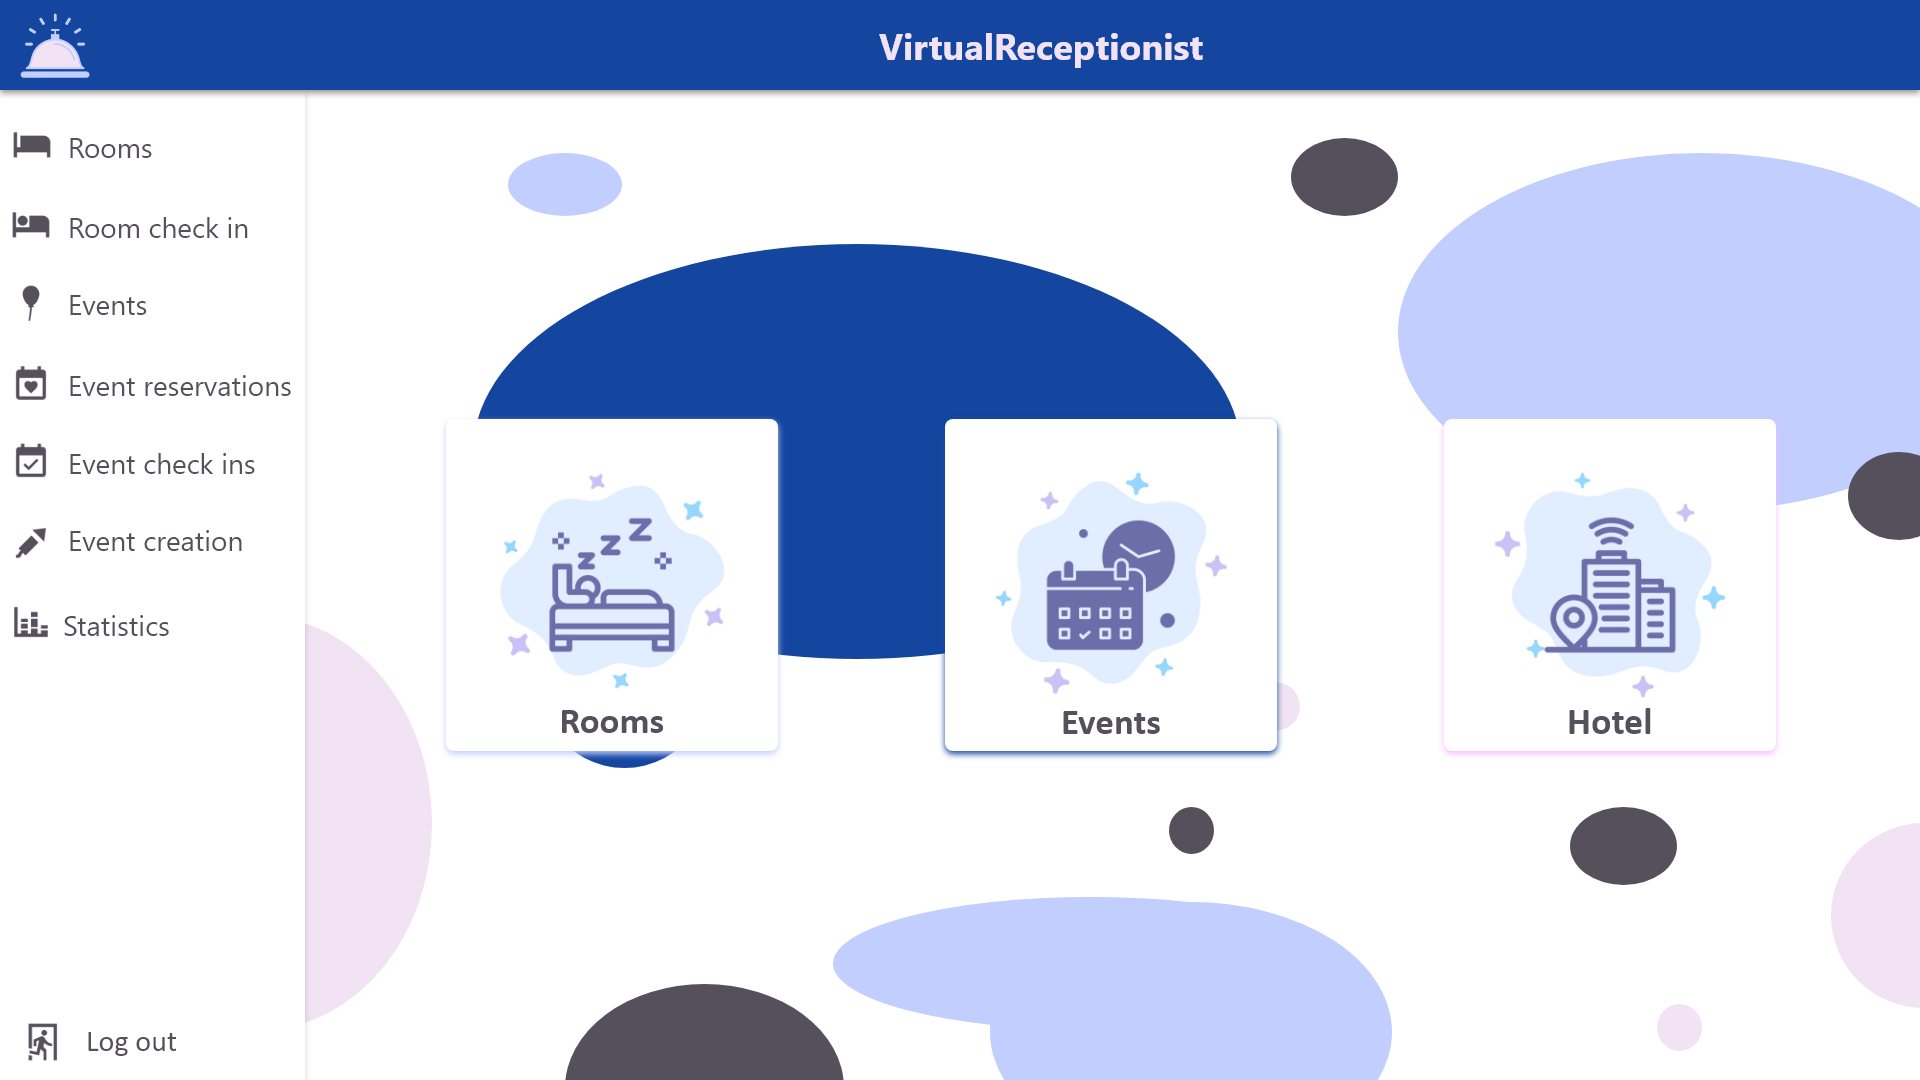 VirtualReceptionist
Rooms
Room check in
Events
Event reservations
Event check ins
Event creation
Statistics
Log out
Rooms
Events
Hotel